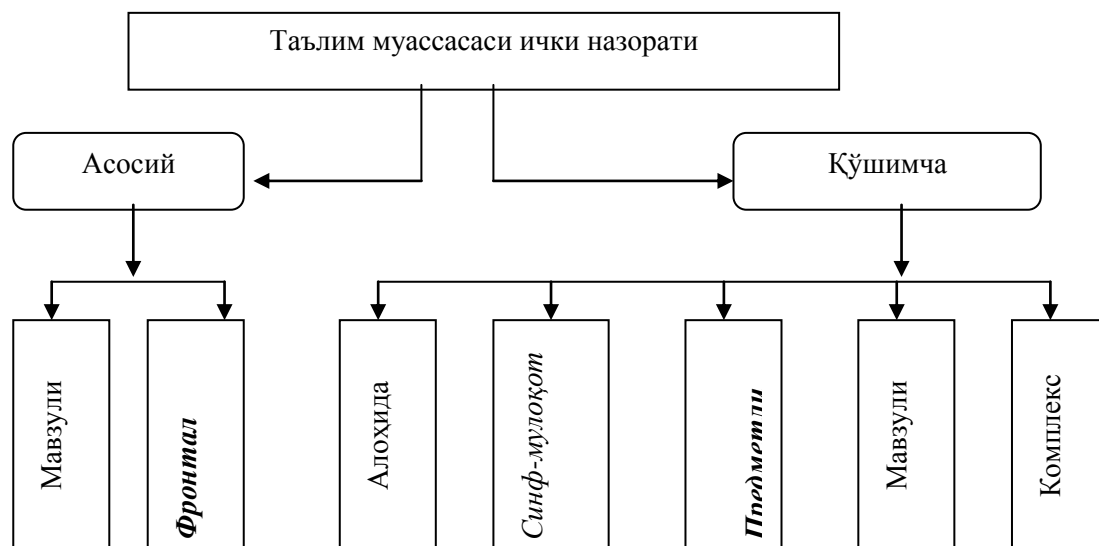 Таълим муассасаси ички назорати
Асосий
Қўшимча
Мавзули
Фронтал
Алоҳида
Синф-мулоқот
Предметли
Мавзули
Комплекс